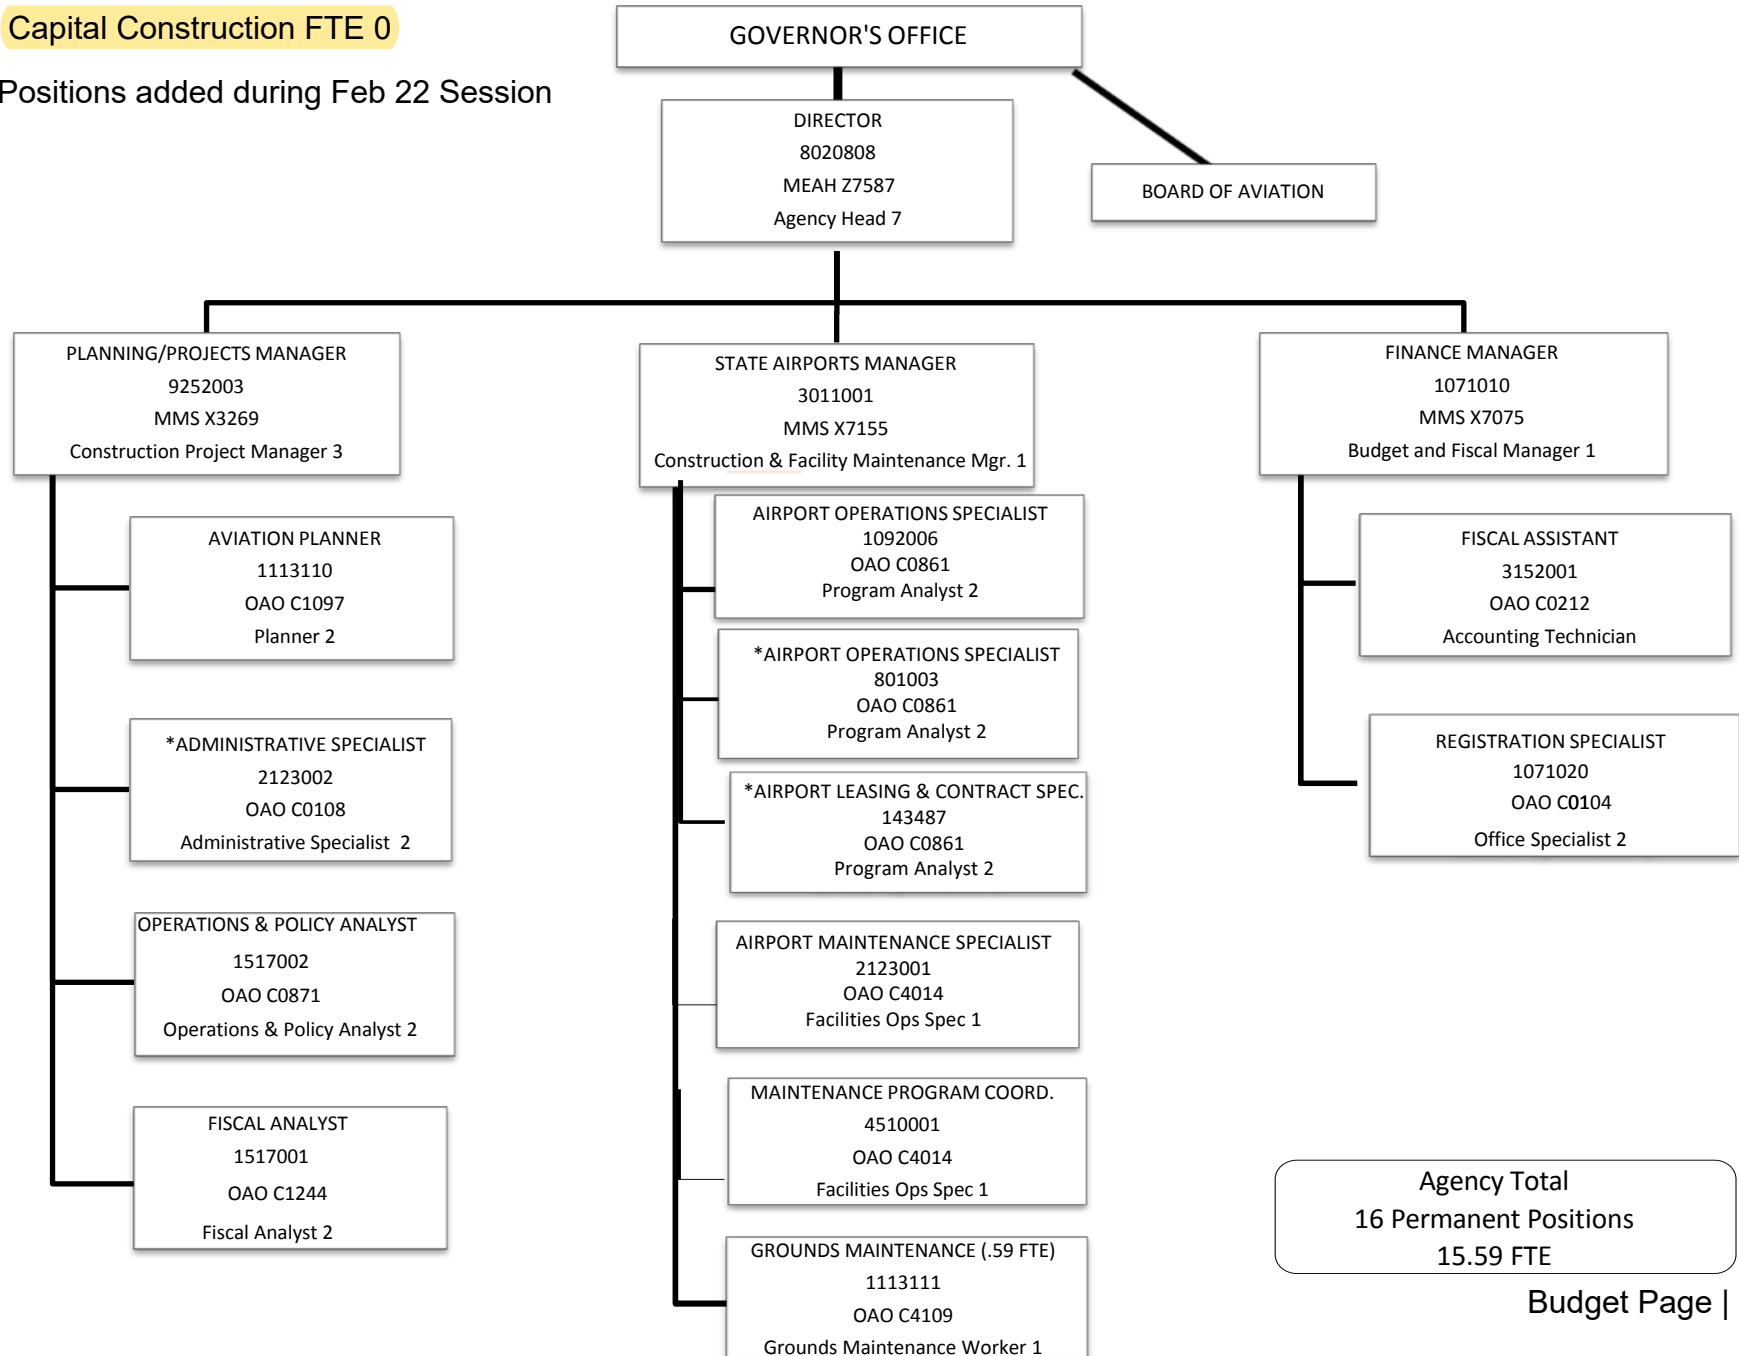 Capital Construction FTE 0
Positions added during Feb 22 Session
GOVERNOR'S OFFICE
DIRECTOR
8020808
MEAH Z7587
Agency Head 7
BOARD OF AVIATION
PLANNING/PROJECTS MANAGER
9252003
MMS X3269
Construction Project Manager 3
STATE AIRPORTS MANAGER
3011001
MMS X7155
Construction & Facility Maintenance Mgr. 1
FINANCE MANAGER
1071010
MMS X7075
Budget and Fiscal Manager 1
AVIATION PLANNER
1113110
OAO C1097
Planner 2
*ADMINISTRATIVE SPECIALIST
2123002
OAO C0108
Administrative Specialist  2
OPERATIONS & POLICY ANALYST
1517002
OAO C0871
Operations & Policy Analyst 2
FISCAL ANALYST
1517001
OAO C1244
Fiscal Analyst 2
AIRPORT OPERATIONS SPECIALIST
1092006
OAO C0861
Program Analyst 2
*AIRPORT OPERATIONS SPECIALIST
801003
OAO C0861
Program Analyst 2
*AIRPORT LEASING & CONTRACT SPEC.
143487
OAO C0861
Program Analyst 2
AIRPORT MAINTENANCE SPECIALIST
2123001
OAO C4014
Facilities Ops Spec 1
MAINTENANCE PROGRAM COORD.
4510001
OAO C4014
Facilities Ops Spec 1
GROUNDS MAINTENANCE (.59 FTE)
1113111
OAO C4109
Grounds Maintenance Worker 1
FISCAL ASSISTANT
3152001
OAO C0212
Accounting Technician
REGISTRATION SPECIALIST
1071020
OAO C0104
Office Specialist 2
Agency Total
16 Permanent Positions
15.59 FTE
Budget Page |